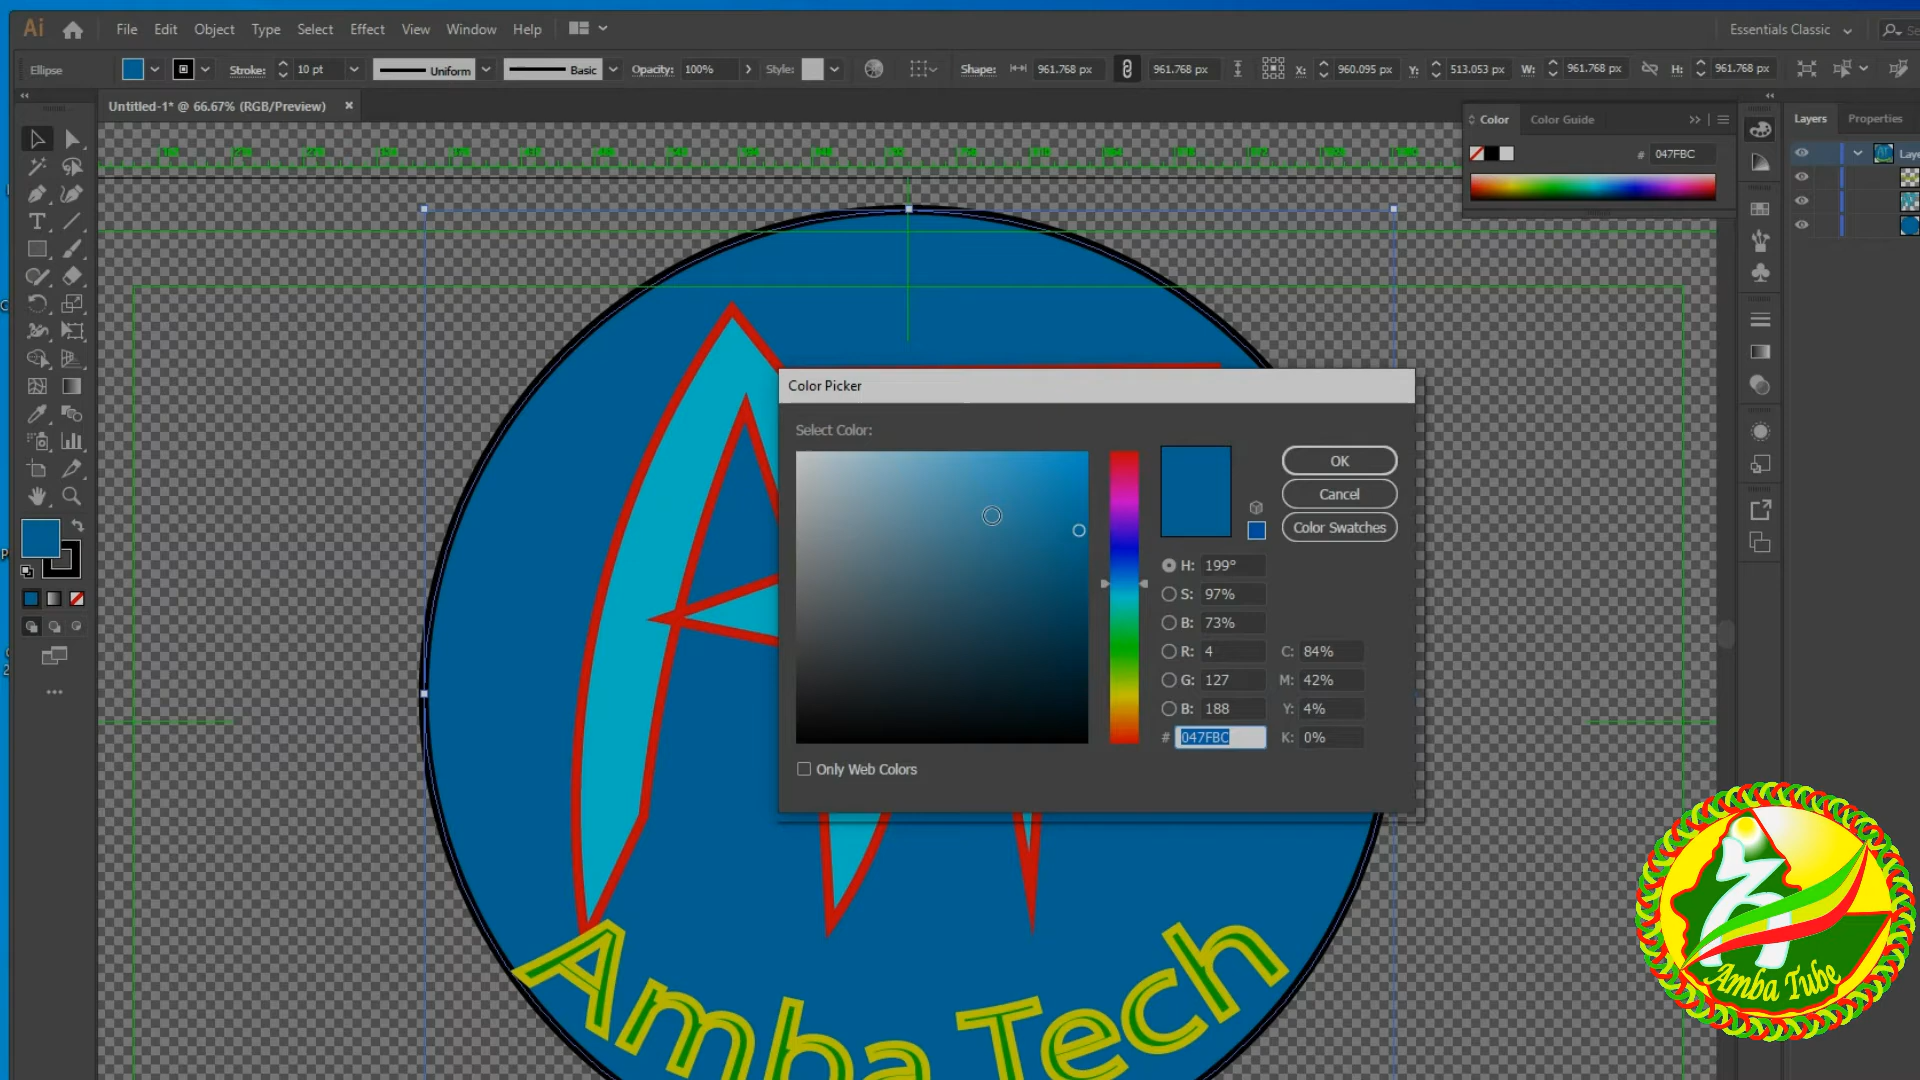 Ai File Edit Object Type Select Effect View Window Help Essentials Classic
Ellipse Stroke: 10 pt Uniform Basic Opacity: 100% Style: Shape: 961.768 px 961.768 px X: 960.095 px Y: 513.053 px W: 961.768 px H: 961.768 px
Untitled-1* @ 66.67% (RGB/Preview) ×
Color Color Guide
Layers Properties
# 047FBC
Color Picker
Select Color:
OK
Cancel
Color Swatches
H: 199°
S: 97%
B: 73%
R: 4 C: 84%
G: 127 M: 42%
B: 188 Y: 4%
# 047FBC K: 0%
Only Web Colors
Amba Tech
Amba Tube